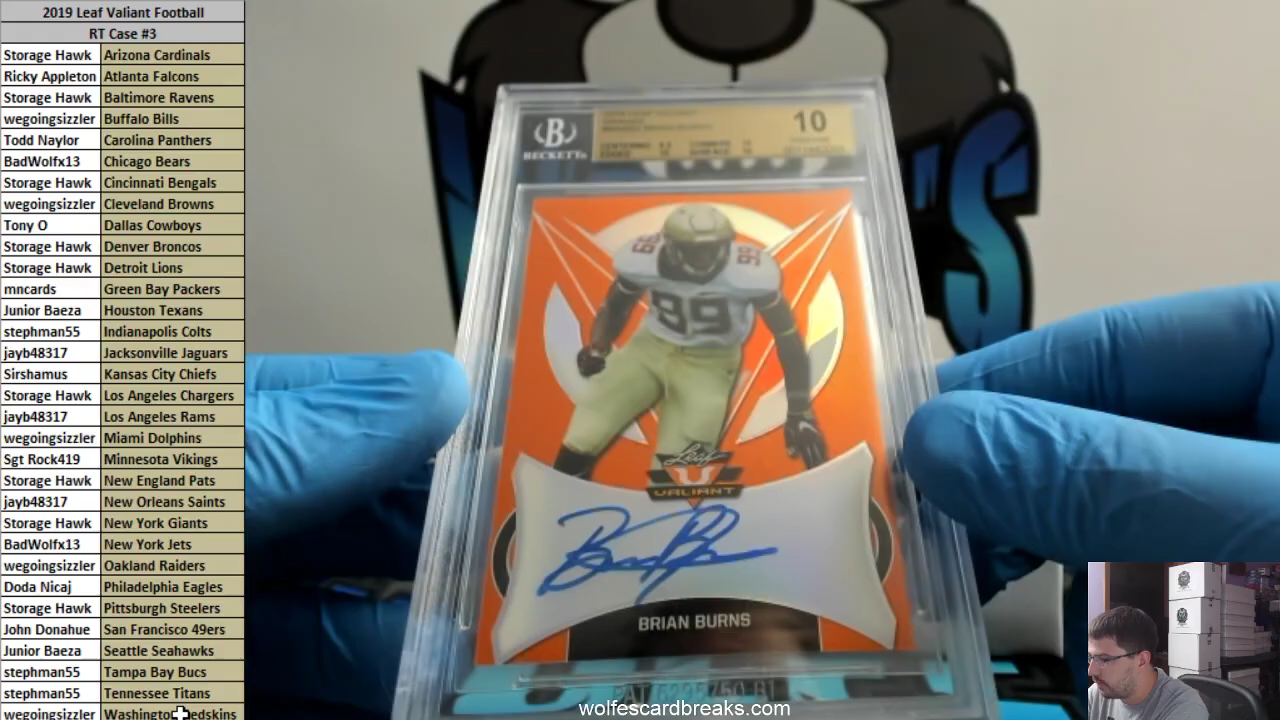 2019 Leaf Valiant Football
RT Case #3
Storage Hawk Arizona Cardinals
Ricky Appleton Atlanta Falcons
Storage Hawk Baltimore Ravens
wegoingsizzler Buffalo Bills
Todd Naylor Carolina Panthers
BadWolfx13 Chicago Bears
Storage Hawk Cincinnati Bengals
wegoingsizzler Cleveland Browns
Tony O Dallas Cowboys
Storage Hawk Denver Broncos
Storage Hawk Detroit Lions
mncards Green Bay Packers
Junior Baeza Houston Texans
stephman55 Indianapolis Colts
jayb48317 Jacksonville Jaguars
Sirshamus Kansas City Chiefs
Storage Hawk Los Angeles Chargers
jayb48317 Los Angeles Rams
wegoingsizzler Miami Dolphins
Sgt Rock419 Minnesota Vikings
Storage Hawk New England Pats
jayb48317 New Orleans Saints
Storage Hawk New York Giants
BadWolfx13 New York Jets
wegoingsizzler Oakland Raiders
Doda Nicaj Philadelphia Eagles
Storage Hawk Pittsburgh Steelers
John Donahue San Francisco 49ers
Junior Baeza Seattle Seahawks
stephman55 Tampa Bay Bucs
stephman55 Tennessee Titans
wegoingsizzler Washington Redskins
B
BECKETT
10
99 99
99
Leaf
VALIANT
BRIAN BURNS
wolfescardbreaks.com